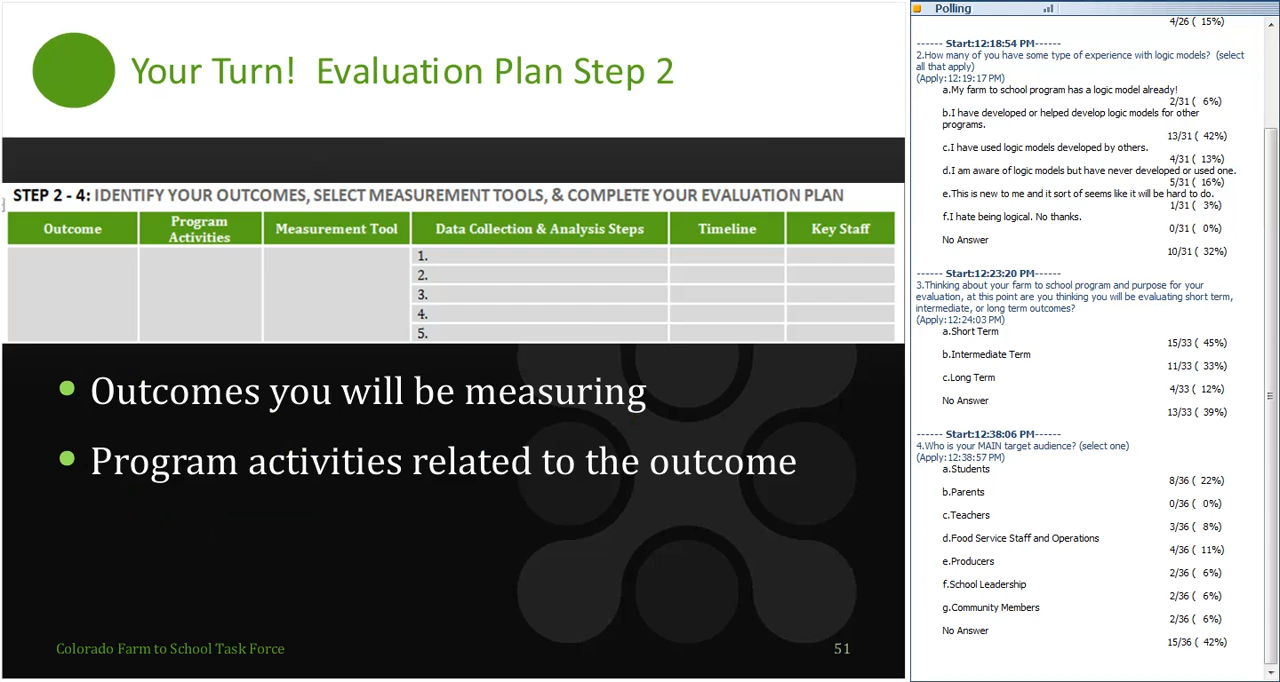 Your Turn!  Evaluation Plan Step 2
STEP 2 - 4: IDENTIFY YOUR OUTCOMES, SELECT MEASUREMENT TOOLS, & COMPLETE YOUR EVALUATION PLAN
Outcome
Program
Activities
Measurement Tool
Data Collection & Analysis Steps
Timeline
Key Staff
1.
2.
3.
4.
5.
• Outcomes you will be measuring
• Program activities related to the outcome
Colorado Farm to School Task Force
51
Polling
4/26 ( 15%)
------ Start:12:18:54 PM------
2.How many of you have some type of experience with logic models?  (select
all that apply)
(Apply:12:19:17 PM)
a.My farm to school program has a logic model already!
2/31 ( 6%)
b.I have developed or helped develop logic models for other
programs.
13/31 ( 42%)
c.I have used logic models developed by others.
4/31 ( 13%)
d.I am aware of logic models but have never developed or used one.
5/31 ( 16%)
e.This is new to me and it sort of seems like it will be hard to do.
1/31 ( 3%)
f.I hate being logical. No thanks.
0/31 ( 0%)
No Answer
10/31 ( 32%)
------ Start:12:23:20 PM------
3.Thinking about your farm to school program and purpose for your
evaluation, at this point are you thinking you will be evaluating short term,
intermediate, or long term outcomes?
(Apply:12:24:03 PM)
a.Short Term
15/33 ( 45%)
b.Intermediate Term
11/33 ( 33%)
c.Long Term
4/33 ( 12%)
No Answer
13/33 ( 39%)
------ Start:12:38:06 PM------
4.Who is your MAIN target audience? (select one)
(Apply:12:38:57 PM)
a.Students
8/36 ( 22%)
b.Parents
0/36 ( 0%)
c.Teachers
3/36 ( 8%)
d.Food Service Staff and Operations
4/36 ( 11%)
e.Producers
2/36 ( 6%)
f.School Leadership
2/36 ( 6%)
g.Community Members
2/36 ( 6%)
No Answer
15/36 ( 42%)